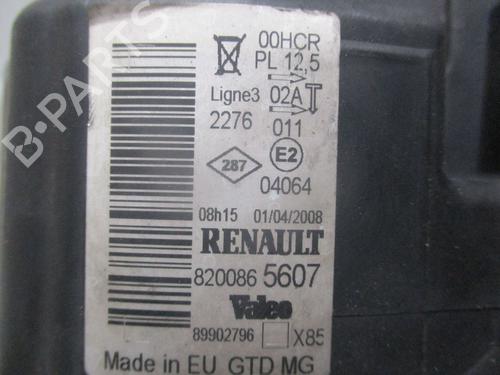 00HCR
PL 12,5
Ligne3 02A T
2276 011
287 E2
04064
08h15 01/04/2008
RENAULT
820086 5607
Valeo
89902796 X85
Made in EU GTD MG